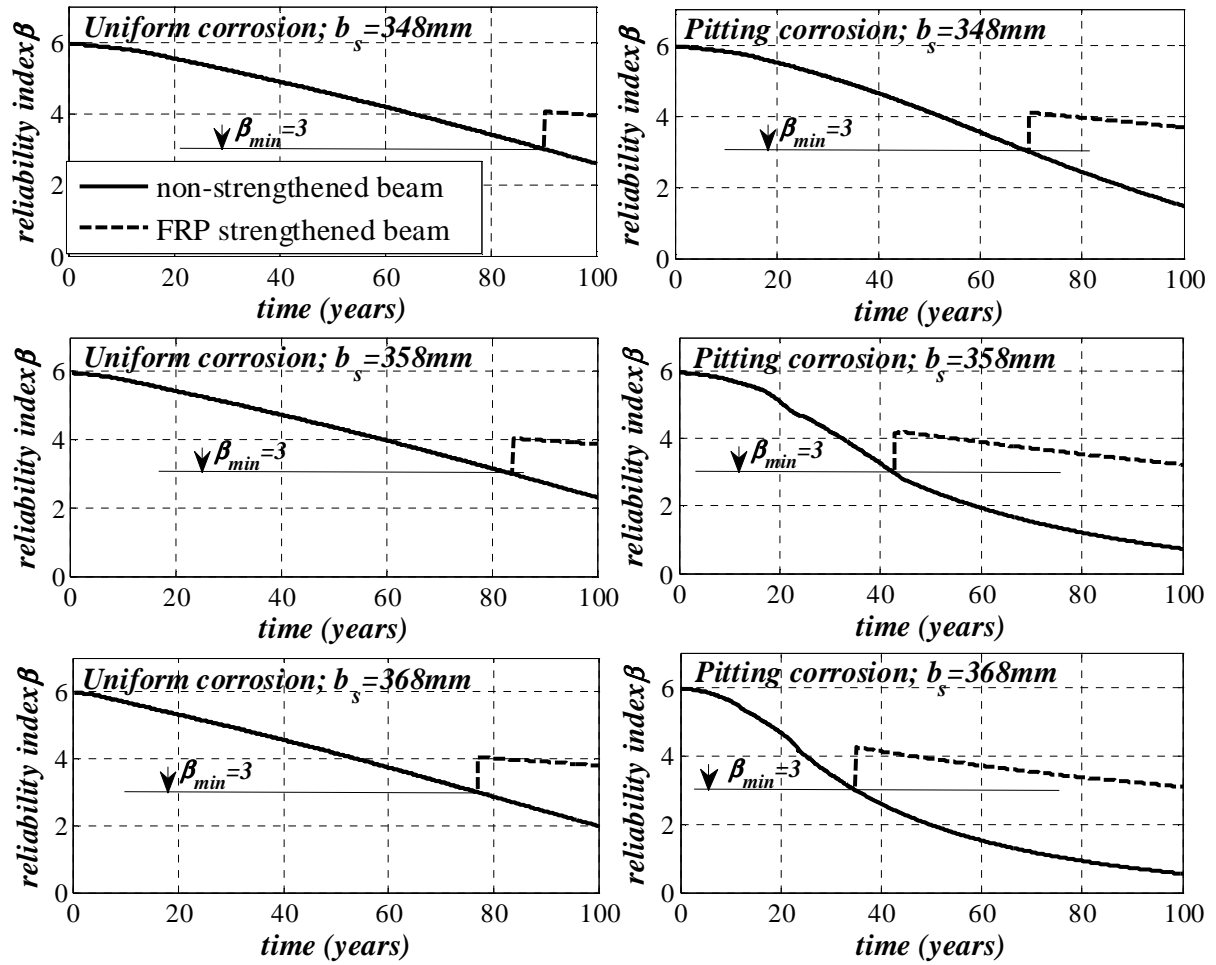 Uniform corrosion; b_s=348mm
reliability index β
6
4
2
0
β_min=3
non-strengthened beam
FRP strengthened beam
0 20 40 60 80 100
time (years)
Pitting corrosion; b_s=348mm
reliability index β
6
4
2
0
β_min=3
0 20 40 60 80 100
time (years)
Uniform corrosion; b_s=358mm
reliability index β
6
4
2
0
β_min=3
0 20 40 60 80 100
time (years)
Pitting corrosion; b_s=358mm
reliability index β
6
4
2
0
β_min=3
0 20 40 60 80 100
time (years)
Uniform corrosion; b_s=368mm
reliability index β
6
4
2
0
β_min=3
0 20 40 60 80 100
time (years)
Pitting corrosion; b_s=368mm
reliability index β
6
4
2
0
β_min=3
0 20 40 60 80 100
time (years)